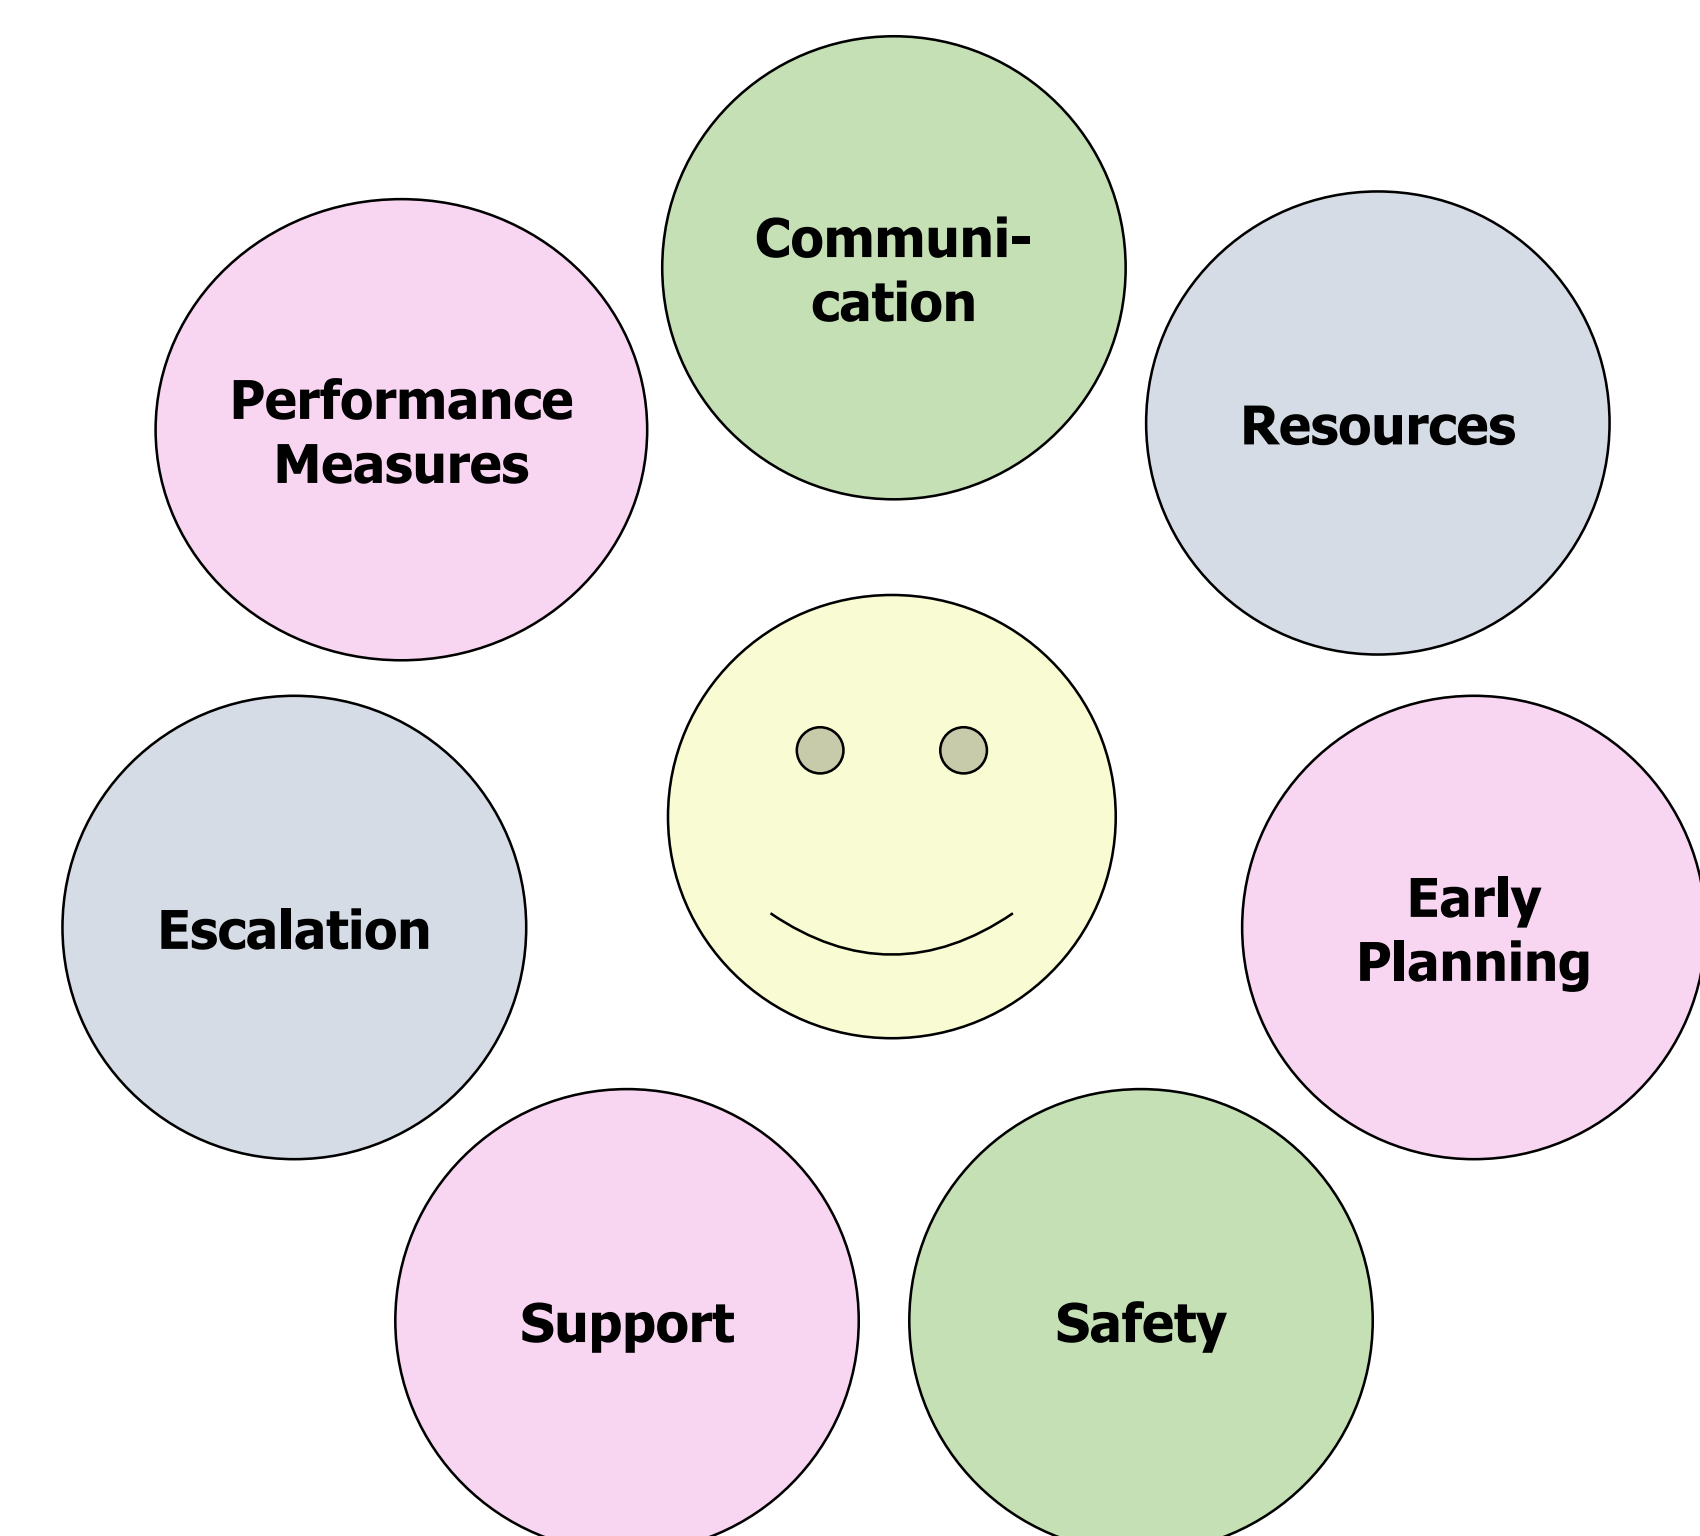 Communi-
cation
Performance
Measures
Resources
Escalation
Early
Planning
Support
Safety